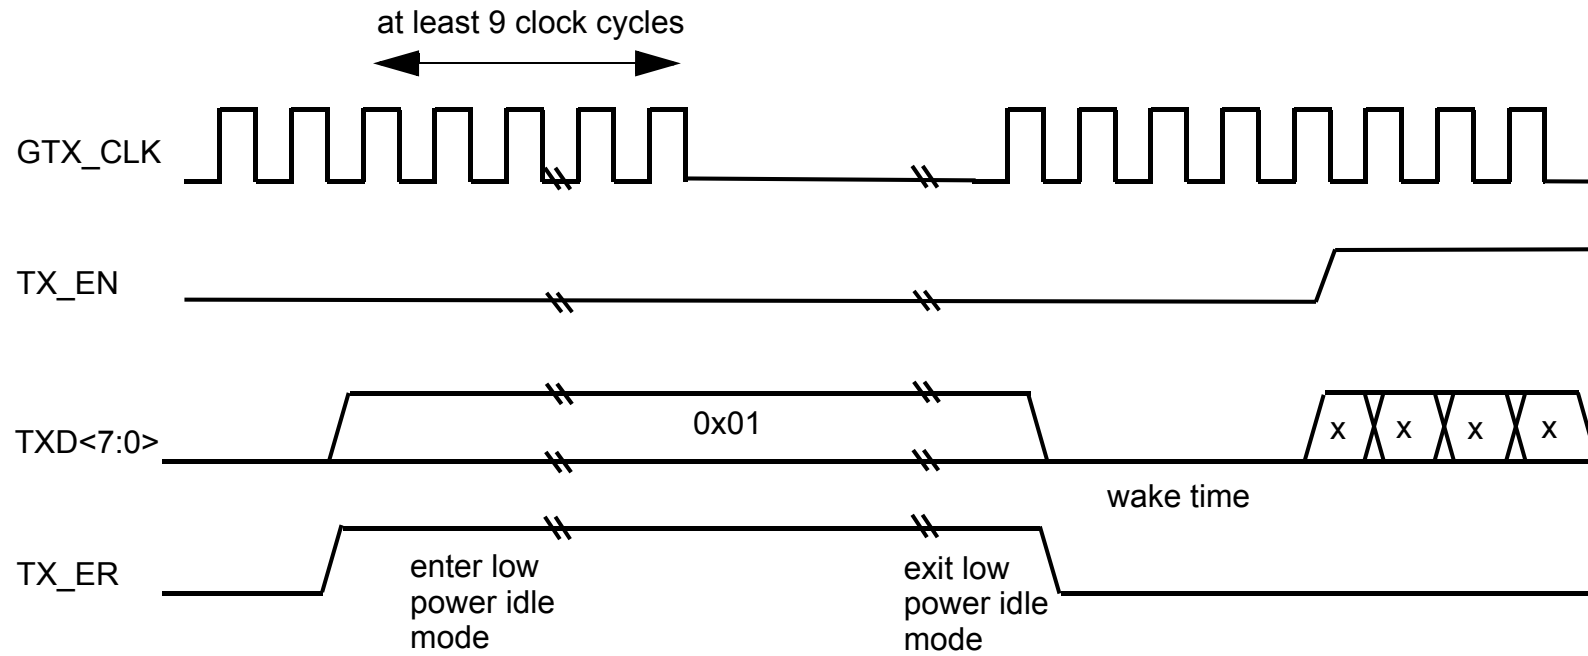 at least 9 clock cycles
GTX_CLK
TX_EN
TXD<7:0>
0x01
x x x x
wake time
TX_ER
enter low
power idle
mode
exit low
power idle
mode